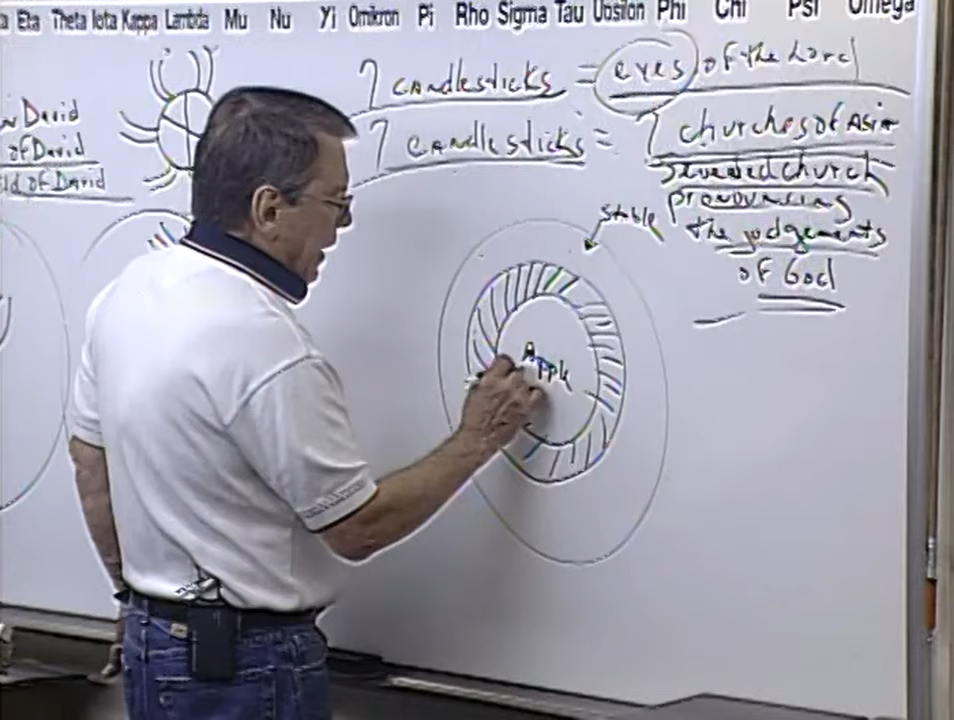 Eta Theta Iota Kappa Lambda Mu Nu Yi Omikron Pi Rho Sigma Tau Upsilon Phi Chi Psi Omega
7 candlesticks = eyes of the Lord
David
of David
of David
7 candlesticks = 7 churches of Asia
church
pronouncing
the judgements
of God
stable
Apple